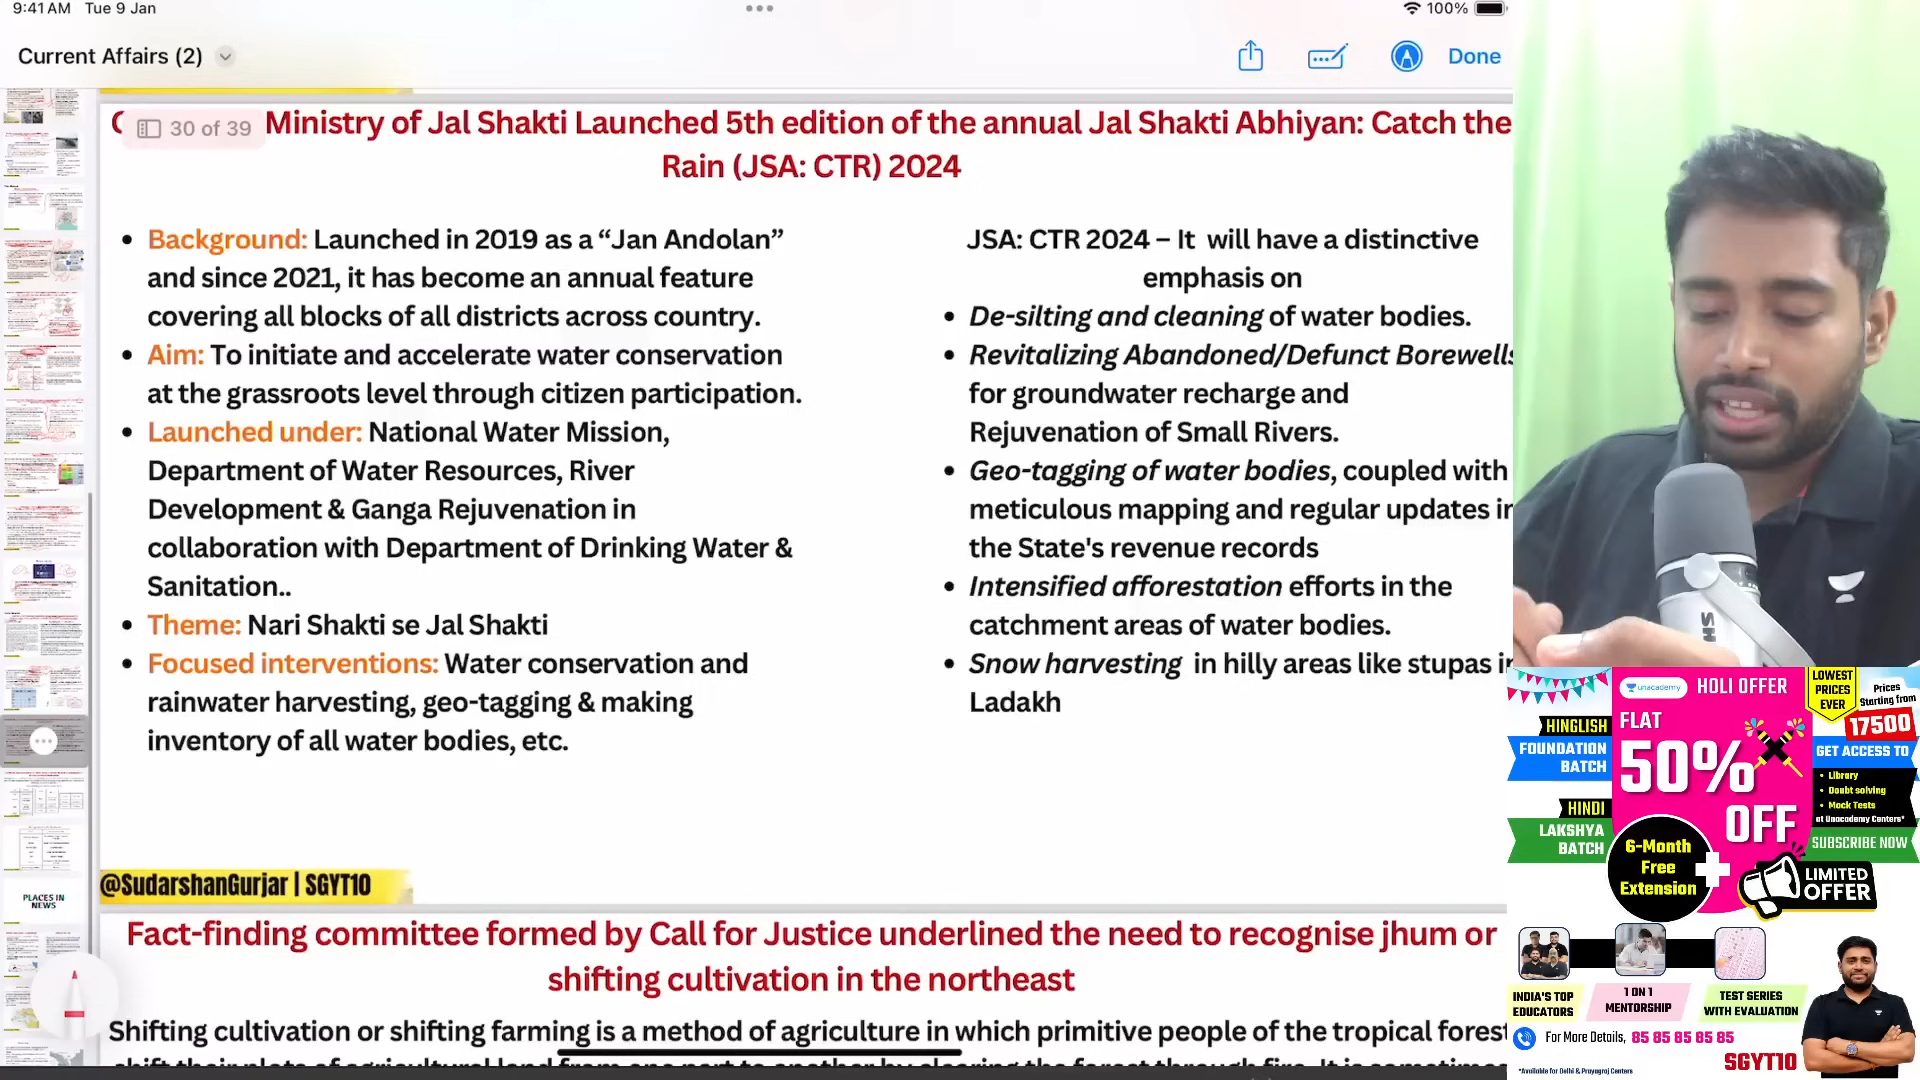 9:41 AM Tue 9 Jan
100%
Current Affairs (2)
Done
30 of 39
Ministry of Jal Shakti Launched 5th edition of the annual Jal Shakti Abhiyan: Catch the
Rain (JSA: CTR) 2024
• Background: Launched in 2019 as a “Jan Andolan”
and since 2021, it has become an annual feature
covering all blocks of all districts across country.
• Aim: To initiate and accelerate water conservation
at the grassroots level through citizen participation.
• Launched under: National Water Mission,
Department of Water Resources, River
Development & Ganga Rejuvenation in
collaboration with Department of Drinking Water &
Sanitation..
• Theme: Nari Shakti se Jal Shakti
• Focused interventions: Water conservation and
rainwater harvesting, geo-tagging & making
inventory of all water bodies, etc.
JSA: CTR 2024 – It will have a distinctive
emphasis on
• De-silting and cleaning of water bodies.
• Revitalizing Abandoned/Defunct Borewells
for groundwater recharge and
Rejuvenation of Small Rivers.
• Geo-tagging of water bodies, coupled with
meticulous mapping and regular updates in
the State's revenue records
• Intensified afforestation efforts in the
catchment areas of water bodies.
• Snow harvesting in hilly areas like stupas in
Ladakh
@SudarshanGurjar | SGYT10
Fact-finding committee formed by Call for Justice underlined the need to recognise jhum or
shifting cultivation in the northeast
Shifting cultivation or shifting farming is a method of agriculture in which primitive people of the tropical forest
PLACES IN
NEWS
SH
unacademy
HOLI OFFER
FLAT
50%
OFF
HINGLISH
FOUNDATION
BATCH
HINDI
LAKSHYA
BATCH
6-Month
Free
Extension
+
LOWEST
PRICES
EVER
Prices
Starting from
17500
GET ACCESS TO
• Library
• Doubt solving
• Mock Tests
at Unacademy Centers*
SUBSCRIBE NOW
LIMITED
OFFER
INDIA'S TOP
EDUCATORS
1 ON 1
MENTORSHIP
TEST SERIES
WITH EVALUATION
For More Details, 85 85 85 85 85
SGYT10
*Available for Delhi & Prayagraj Centers